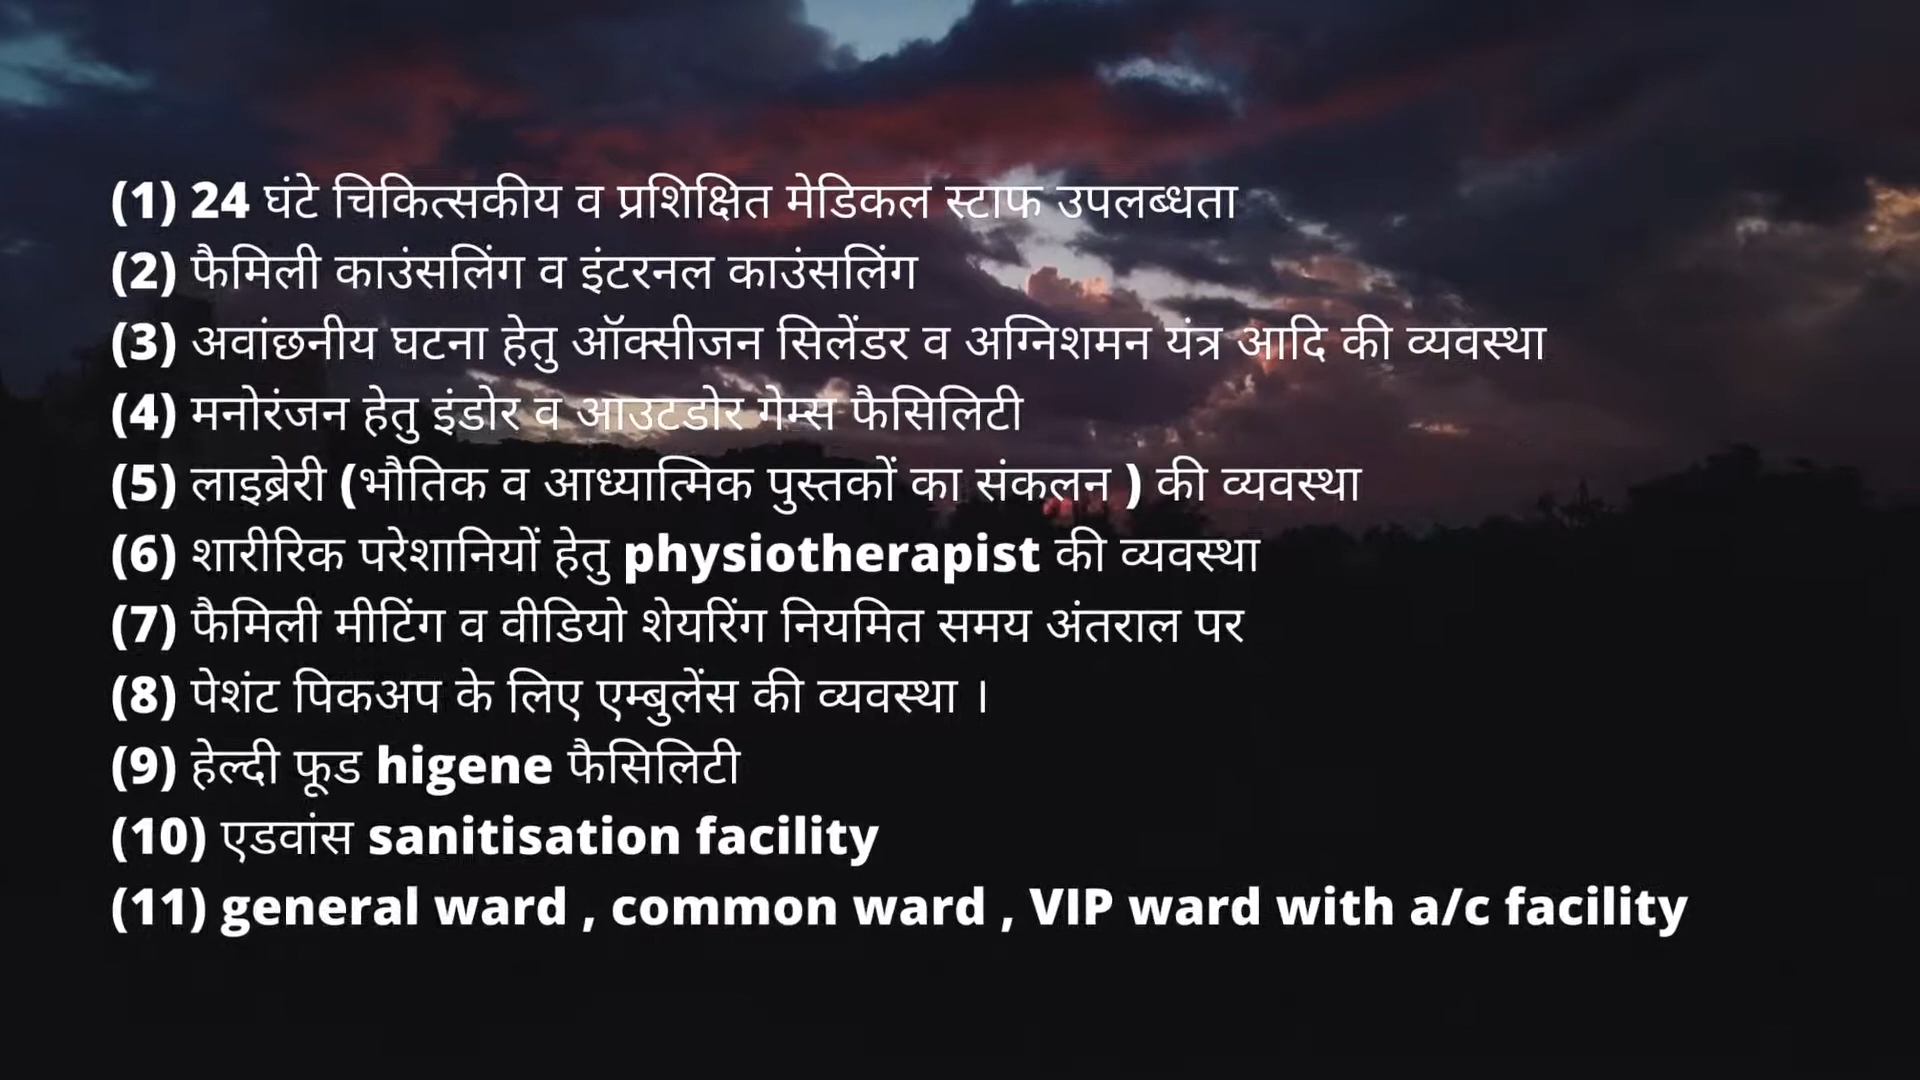 (1) 24 घंटे चिकित्सकीय व प्रशिक्षित मेडिकल स्टाफ उपलब्धता
(2) फैमिली काउंसलिंग व इंटरनल काउंसलिंग
(3) अवांछनीय घटना हेतु ऑक्सीजन सिलेंडर व अग्निशमन यंत्र आदि की व्यवस्था
(4) मनोरंजन हेतु इंडोर व आउटडोर गेम्स फैसिलिटी
(5) लाइब्रेरी (भौतिक व आध्यात्मिक पुस्तकों का संकलन ) की व्यवस्था
(6) शारीरिक परेशानियों हेतु physiotherapist की व्यवस्था
(7) फैमिली मीटिंग व वीडियो शेयरिंग नियमित समय अंतराल पर
(8) पेशंट पिकअप के लिए एम्बुलेंस की व्यवस्था ।
(9) हेल्दी फूड higene फैसिलिटी
(10) एडवांस sanitisation facility
(11) general ward , common ward , VIP ward with a/c facility